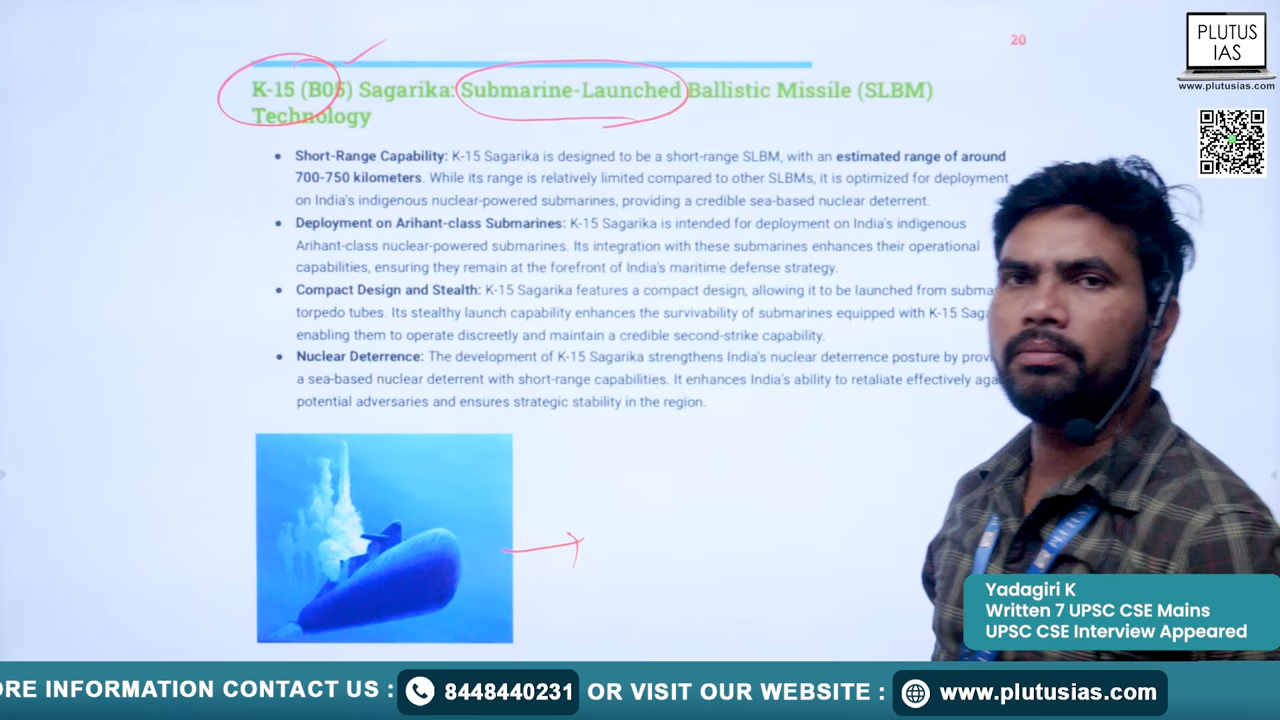 20
PLUTUS
IAS
www.plutusias.com
K-15 (B05) Sagarika: Submarine-Launched Ballistic Missile (SLBM)
Technology
• Short-Range Capability: K-15 Sagarika is designed to be a short-range SLBM, with an estimated range of around
700-750 kilometers. While its range is relatively limited compared to other SLBMs, it is optimized for deployment
on India's indigenous nuclear-powered submarines, providing a credible sea-based nuclear deterrent.
• Deployment on Arihant-class Submarines: K-15 Sagarika is intended for deployment on India's indigenous
Arihant-class nuclear-powered submarines. Its integration with these submarines enhances their operational
capabilities, ensuring they remain at the forefront of India's maritime defense strategy.
• Compact Design and Stealth: K-15 Sagarika features a compact design, allowing it to be launched from subma
torpedo tubes. Its stealthy launch capability enhances the survivability of submarines equipped with K-15 Sag
enabling them to operate discreetly and maintain a credible second-strike capability.
• Nuclear Deterrence: The development of K-15 Sagarika strengthens India's nuclear deterrence posture by prov
a sea-based nuclear deterrent with short-range capabilities. It enhances India's ability to retaliate effectively aga
potential adversaries and ensures strategic stability in the region.
Yadagiri K
Written 7 UPSC CSE Mains
UPSC CSE Interview Appeared
ORE INFORMATION CONTACT US : 8448440231 OR VISIT OUR WEBSITE : www.plutusias.com